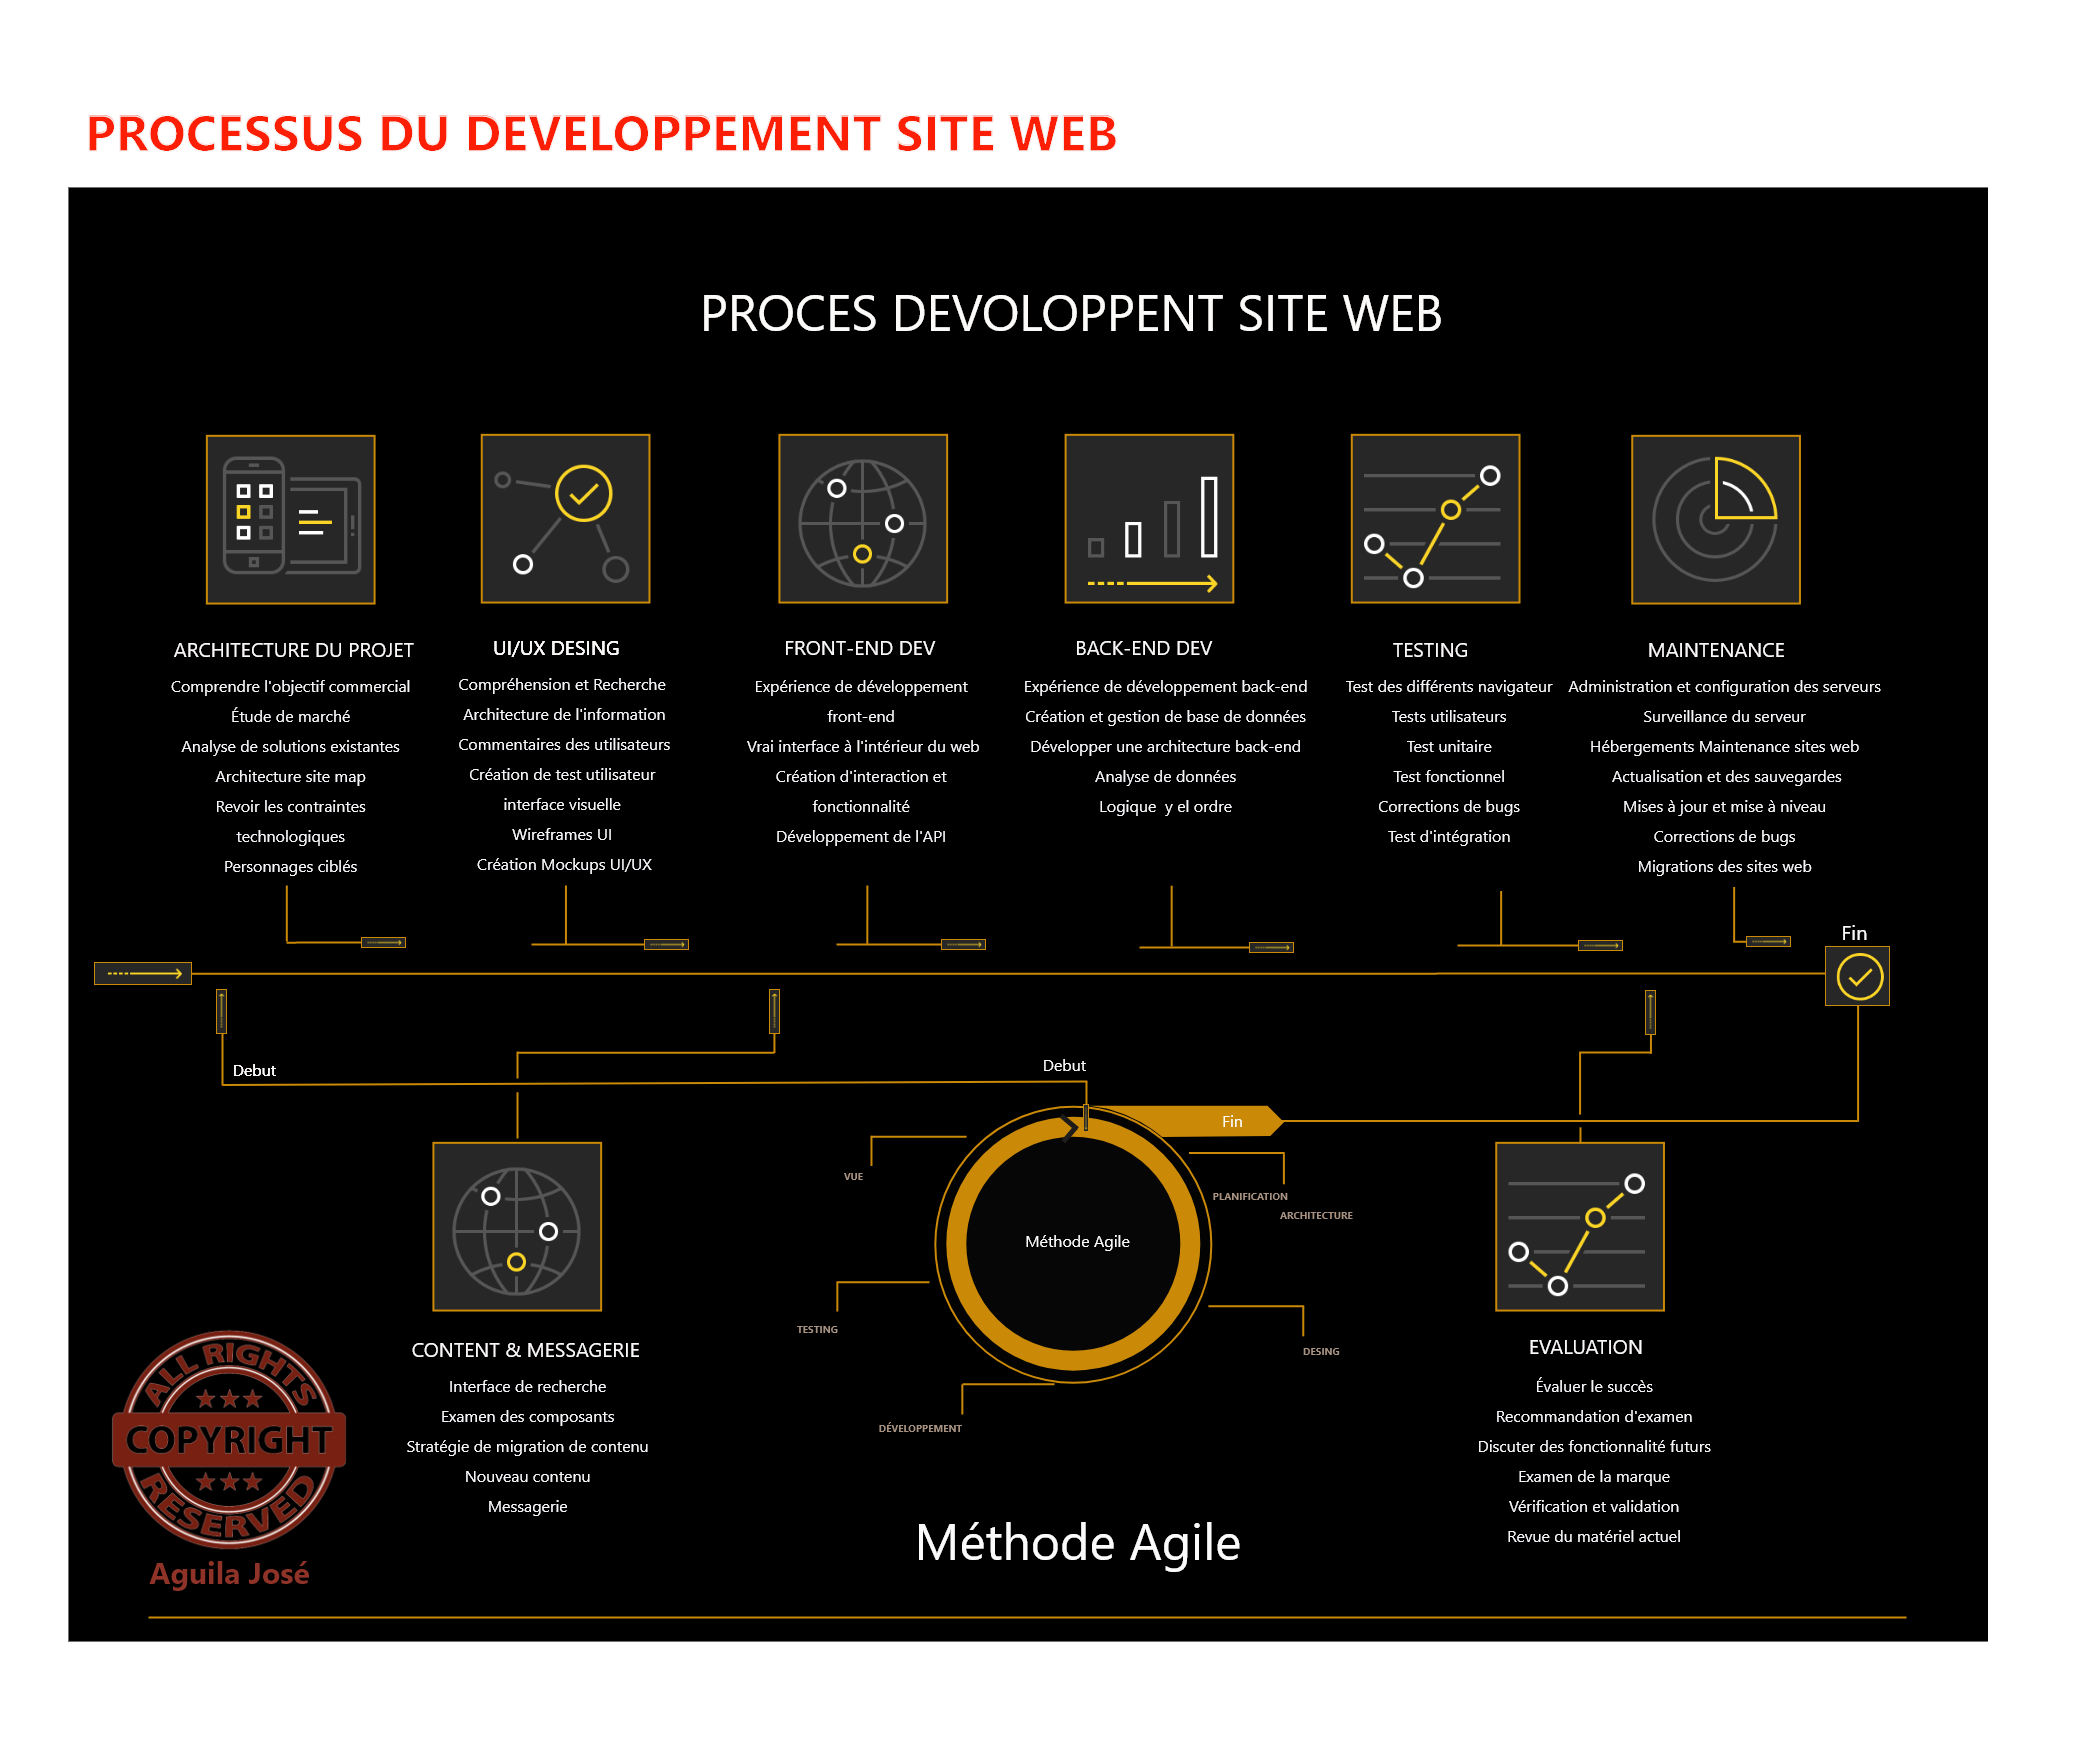 PROCESSUS DU DEVELOPPEMENT SITE WEB
PROCES DEVOLOPPENT SITE WEB
ARCHITECTURE DU PROJET
Comprendre l'objectif commercial
Étude de marché
Analyse de solutions existantes
Architecture site map
Revoir les contraintes
technologiques
Personnages ciblés
UI/UX DESING
Compréhension et Recherche
Architecture de l'information
Commentaires des utilisateurs
Création de test utilisateur
interface visuelle
Wireframes UI
Création Mockups UI/UX
FRONT-END DEV
Expérience de développement
front-end
Vrai interface à l'intérieur du web
Création d'interaction et
fonctionnalité
Développement de l'API
BACK-END DEV
Expérience de développement back-end
Création et gestion de base de données
Développer une architecture back-end
Analyse de données
Logique y el ordre
TESTING
Test des différents navigateur
Tests utilisateurs
Test unitaire
Test fonctionnel
Corrections de bugs
Test d'intégration
MAINTENANCE
Administration et configuration des serveurs
Surveillance du serveur
Hébergements Maintenance sites web
Actualisation et des sauvegardes
Mises à jour et mise à niveau
Corrections de bugs
Migrations des sites web
Fin
Debut
Debut
Fin
VUE
PLANIFICATION
ARCHITECTURE
Méthode Agile
TESTING
DESING
DÉVELOPPEMENT
CONTENT & MESSAGERIE
Interface de recherche
Examen des composants
Stratégie de migration de contenu
Nouveau contenu
Messagerie
EVALUATION
Évaluer le succès
Recommandation d'examen
Discuter des fonctionnalité futurs
Examen de la marque
Vérification et validation
Revue du matériel actuel
ALL RIGHTS
COPYRIGHT
RESERVED
Aguila José
Méthode Agile